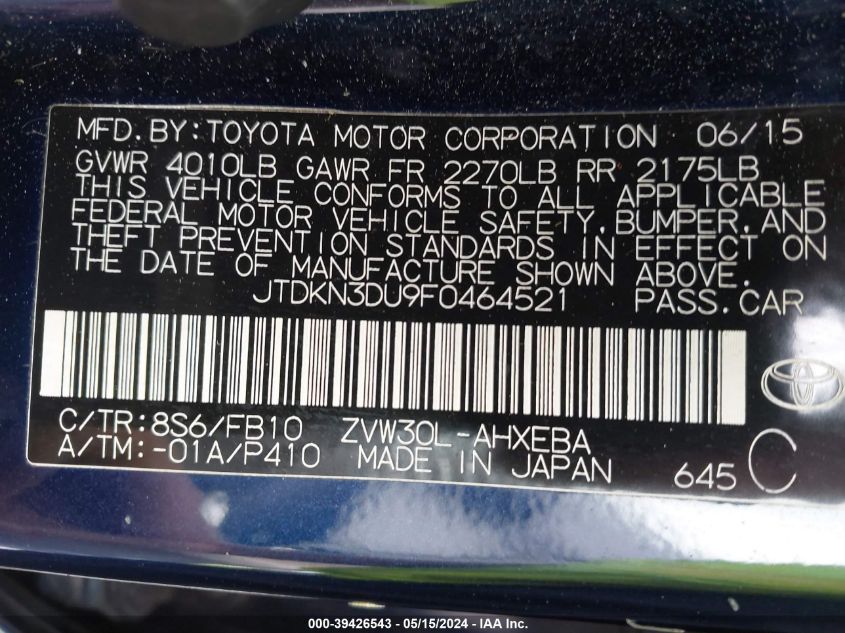 MFD.BY:TOYOTA MOTOR CORPORATION 06/15
GVWR 4010LB GAWR FR 2270LB RR 2175LB
THIS VEHICLE CONFORMS TO ALL APPLICABLE
FEDERAL MOTOR VEHICLE SAFETY,BUMPER,AND
THEFT PREVENTION STANDARDS IN EFFECT ON
THE DATE OF MANUFACTURE SHOWN ABOVE.
JTDKN3DU9F0464521 PASS.CAR
C/TR:8S6/FB10 ZVW30L-AHXEBA
A/TM:-01A/P410 MADE IN JAPAN 645 C
000-39426543 / 05/15/2024 / IAA Inc.